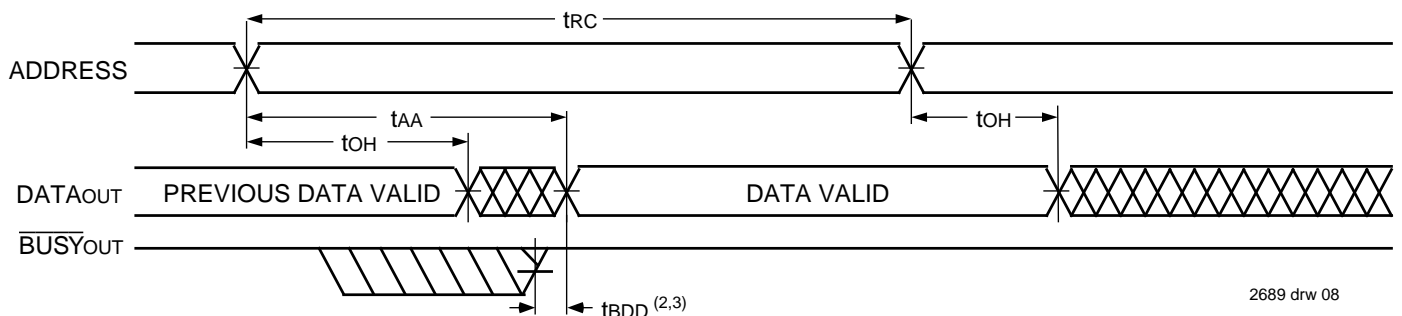 tRC
ADDRESS
tAA
tOH
tOH
DATAOUT
PREVIOUS DATA VALID
DATA VALID
BUSYOUT
tBDD (2,3)
2689 drw 08